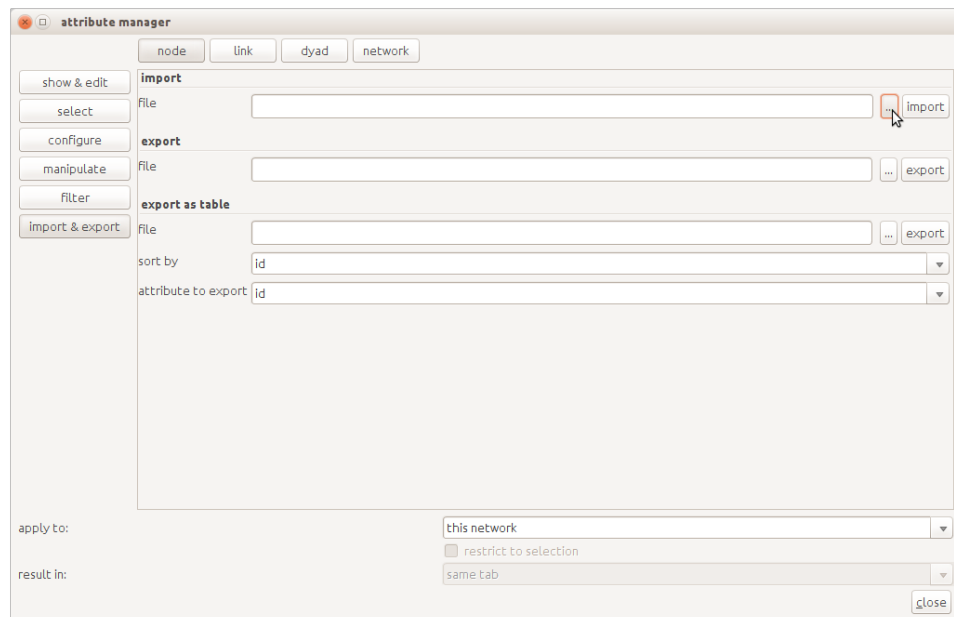 attribute manager
node link dyad network
show & edit
select
configure
manipulate
filter
import & export
import
file ... import
export
file ... export
export as table
file ... export
sort by id
attribute to export id
apply to: this network
restrict to selection
result in: same tab
close